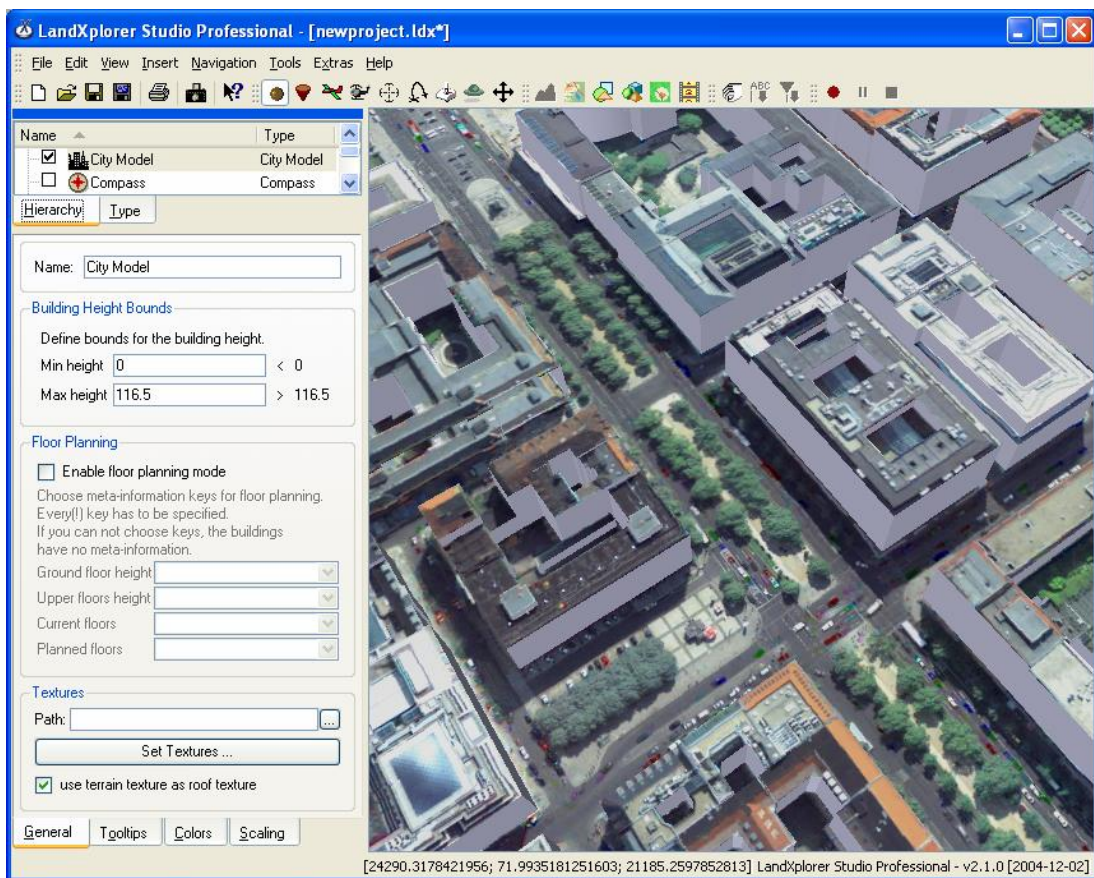 LandXplorer Studio Professional - [newproject.ldx*]
File Edit View Insert Navigation Tools Extras Help
ABC
Name Type
City Model City Model
Compass Compass
Hierarchy Type
Name: City Model
Building Height Bounds
Define bounds for the building height.
Min height 0 < 0
Max height 116.5 > 116.5
Floor Planning
Enable floor planning mode
Choose meta-information keys for floor planning.
Every(!) key has to be specified.
If you can not choose keys, the buildings
have no meta-information.
Ground floor height
Upper floors height
Current floors
Planned floors
Textures
Path: ...
Set Textures ...
use terrain texture as roof texture
General Tooltips Colors Scaling
[24290.3178421956; 71.9935181251603; 21185.2597852813] LandXplorer Studio Professional - v2.1.0 [2004-12-02]